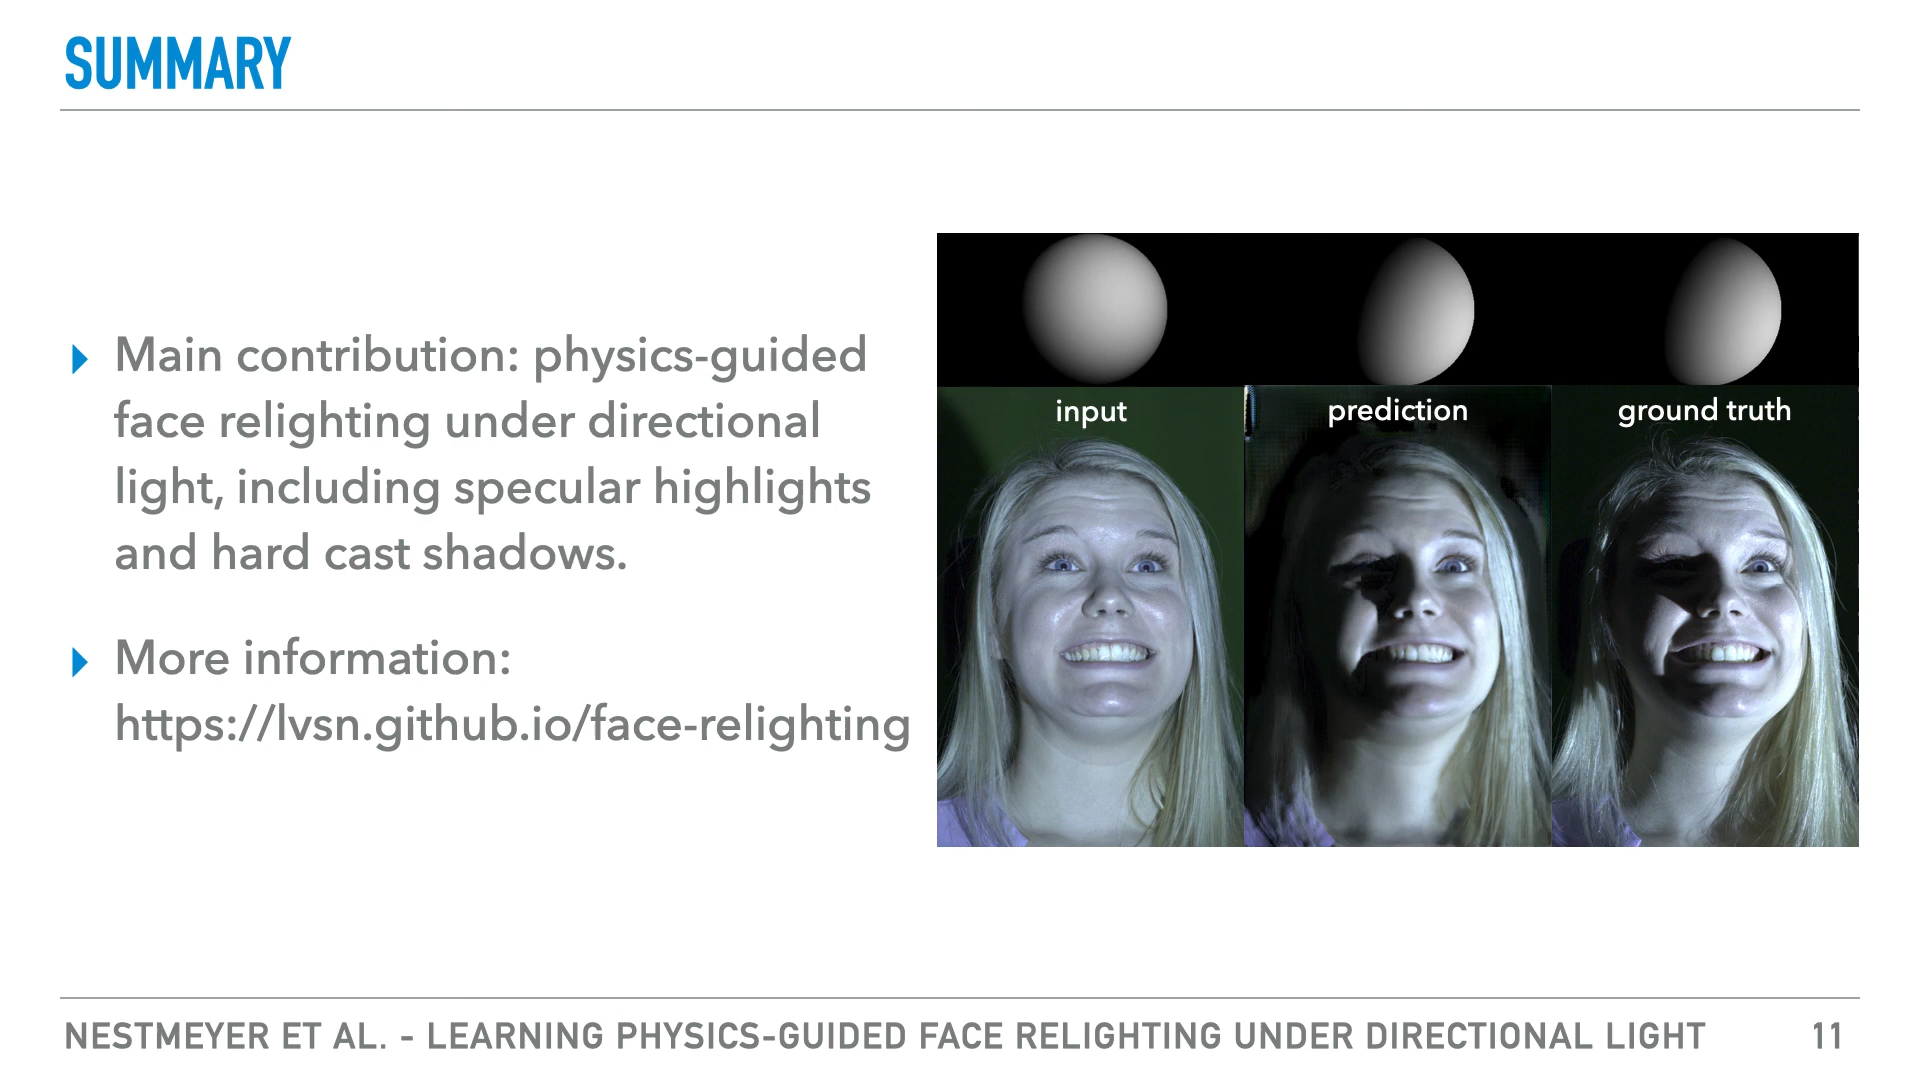 SUMMARY
Main contribution: physics-guided
face relighting under directional
light, including specular highlights
and hard cast shadows.
More information:
https://lvsn.github.io/face-relighting
input
prediction
ground truth
NESTMEYER ET AL. - LEARNING PHYSICS-GUIDED FACE RELIGHTING UNDER DIRECTIONAL LIGHT
11